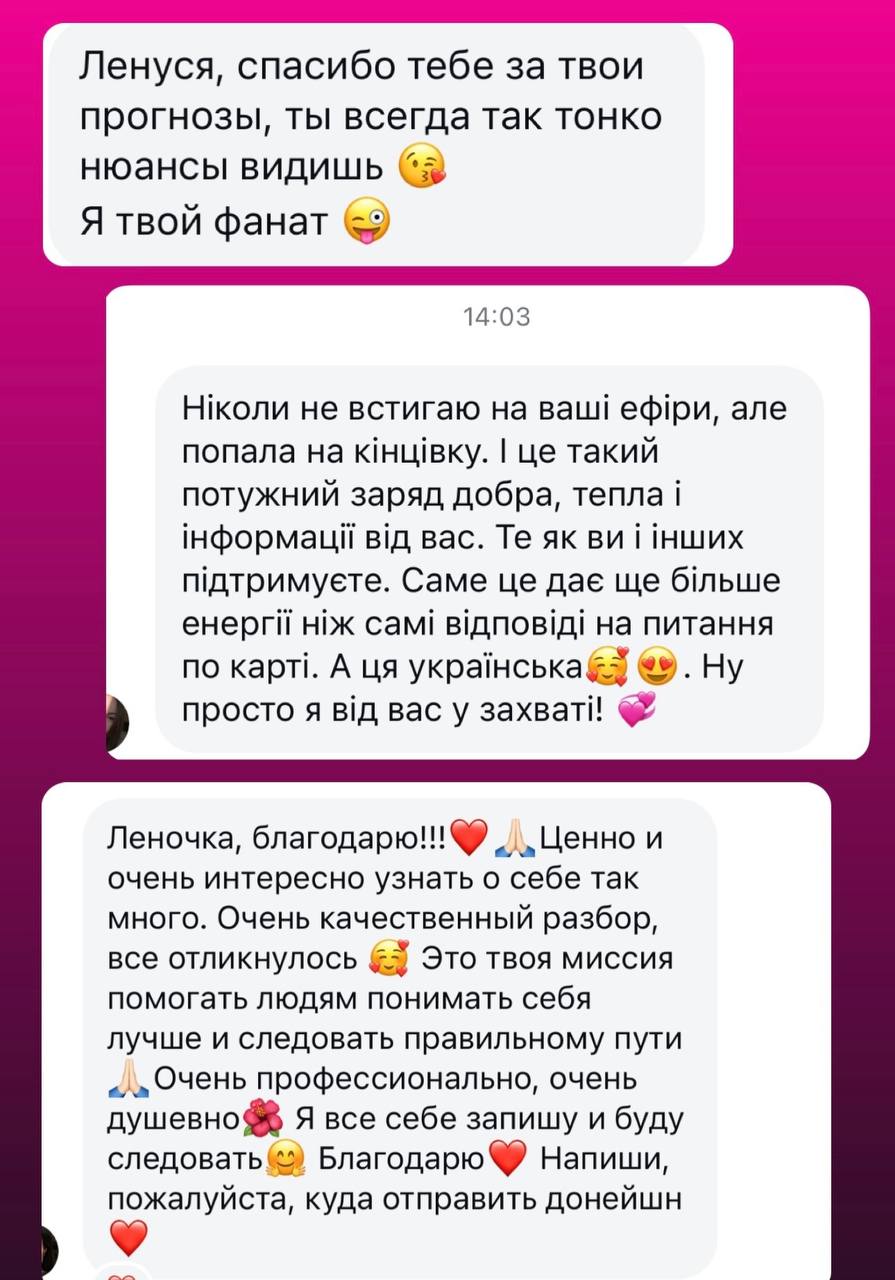 Ленуся, спасибо тебе за твои
прогнозы, ты всегда так тонко
нюансы видишь 😘
Я твой фанат 😜
14:03
Ніколи не встигаю на ваші ефіри, але
попала на кінцівку. І це такий
потужний заряд добра, тепла і
інформації від вас. Те як ви і інших
підтримуєте. Саме це дає ще більше
енергії ніж самі відповіді на питання
по карті. А ця українська🥰😍. Ну
просто я від вас у захваті! 💞
Леночка, благодарю!!!❤️🙏🏻Ценно и
очень интересно узнать о себе так
много. Очень качественный разбор,
все отликнулось 🥰 Это твоя миссия
помогать людям понимать себя
лучше и следовать правильному пути
🙏🏻Очень профессионально, очень
душевно🌺 Я все себе запишу и буду
следовать🤗 Благодарю❤️ Напиши,
пожалуйста, куда отправить донейшн
❤️